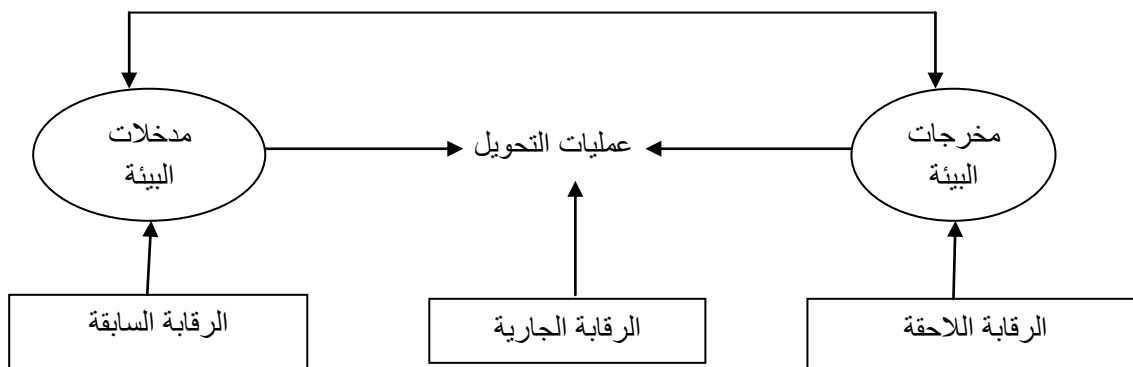 مخرجات
البيئة
عمليات التحويل
مدخلات
البيئة
الرقابة اللاحقة
الرقابة الجارية
الرقابة السابقة